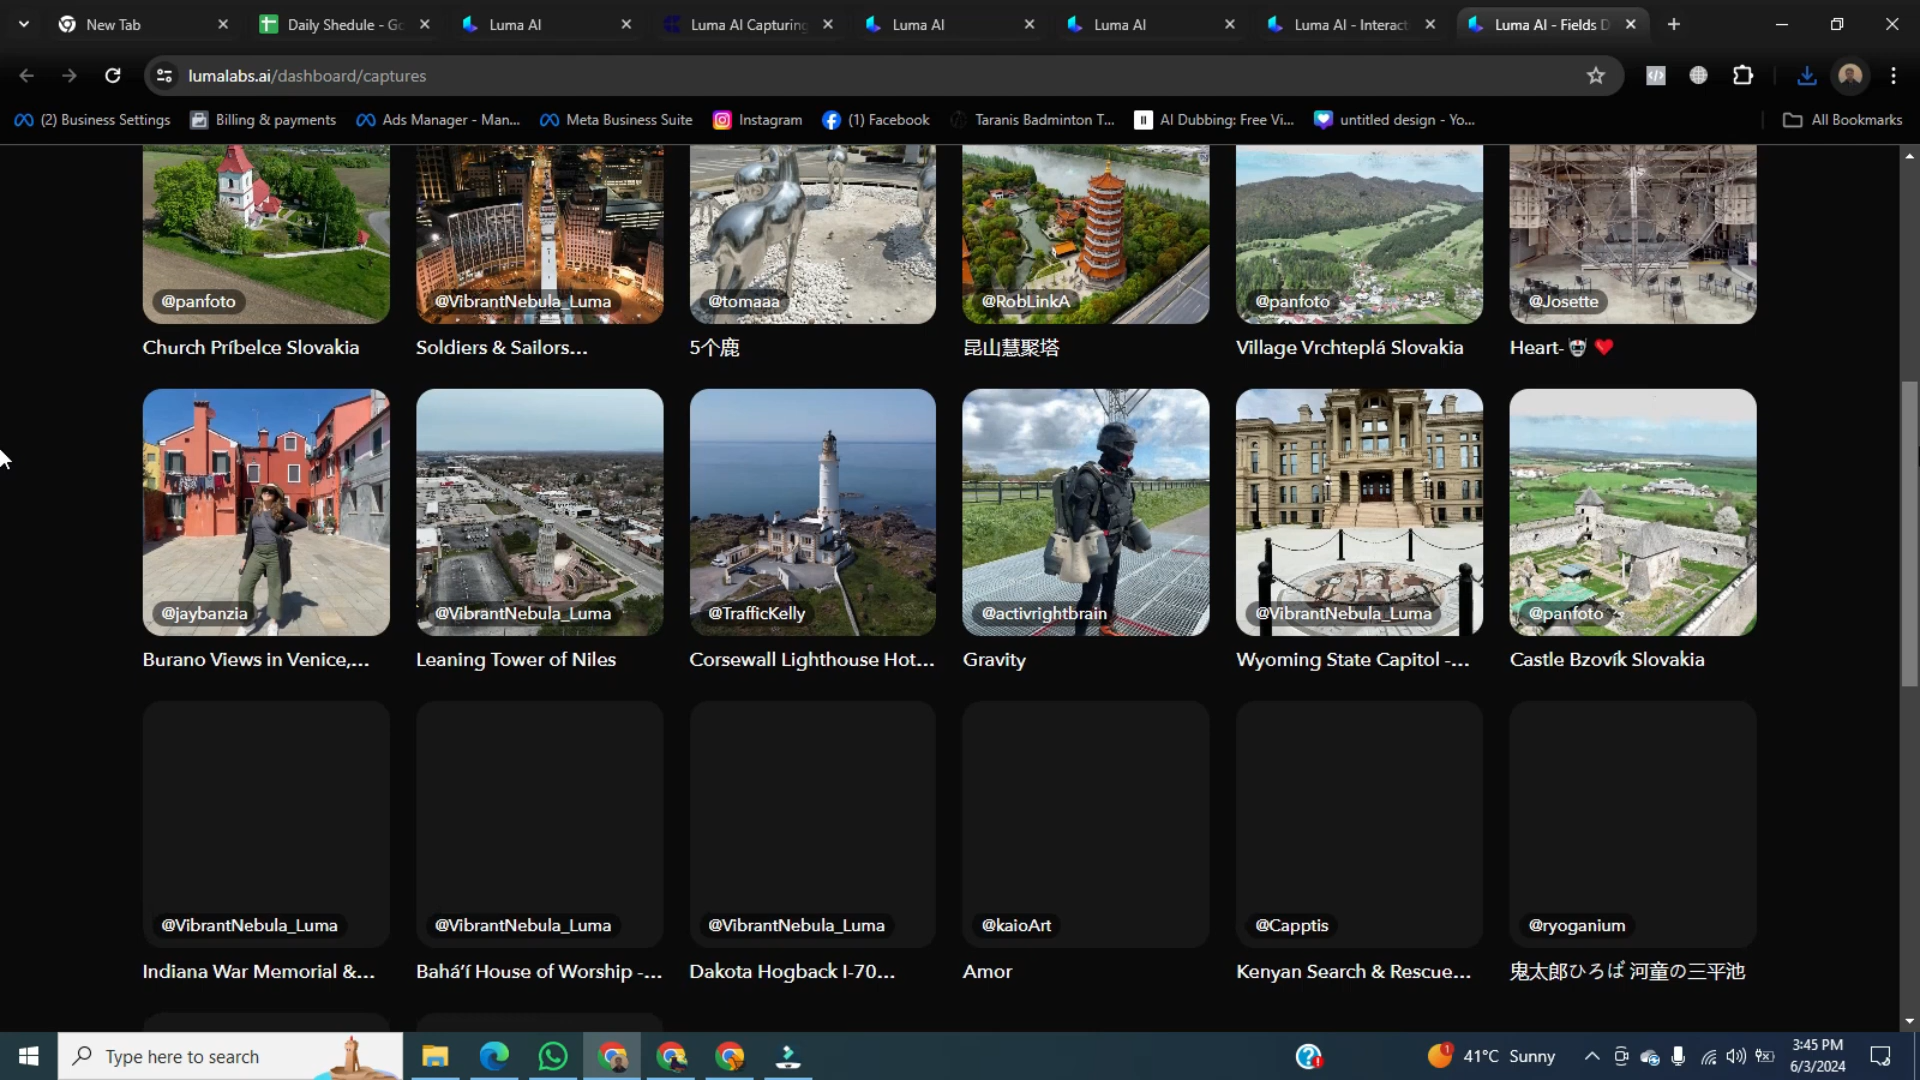 New Tab
Daily Shedule - Go
Luma AI
Luma AI Capturing
Luma AI
Luma AI
Luma AI - Interact
Luma AI - Fields D
lumalabs.ai/dashboard/captures
(2) Business Settings
Billing & payments
Ads Manager - Man...
Meta Business Suite
Instagram
(1) Facebook
Taranis Badminton T...
AI Dubbing: Free Vi...
untitled design - Yo...
All Bookmarks
@panfoto
@VibrantNebula_Luma
@tomaaa
@RobLinkA
@panfoto
@Josette
Church Príbelce Slovakia
Soldiers & Sailors...
5个鹿
昆山慧聚塔
Village Vrchteplá Slovakia
Heart- 🤡 ❤️
@jaybanzia
@VibrantNebula_Luma
@TrafficKelly
@activrightbrain
@VibrantNebula_Luma
@panfoto
Burano Views in Venice,...
Leaning Tower of Niles
Corsewall Lighthouse Hot...
Gravity
Wyoming State Capitol -...
Castle Bzovík Slovakia
@VibrantNebula_Luma
@VibrantNebula_Luma
@VibrantNebula_Luma
@kaioArt
@Capptis
@ryoganium
Indiana War Memorial &...
Bahá'í House of Worship -...
Dakota Hogback I-70...
Amor
Kenyan Search & Rescue...
鬼太郎ひろば 河童の三平池
Type here to search
1
41°C Sunny
3:45 PM
6/3/2024